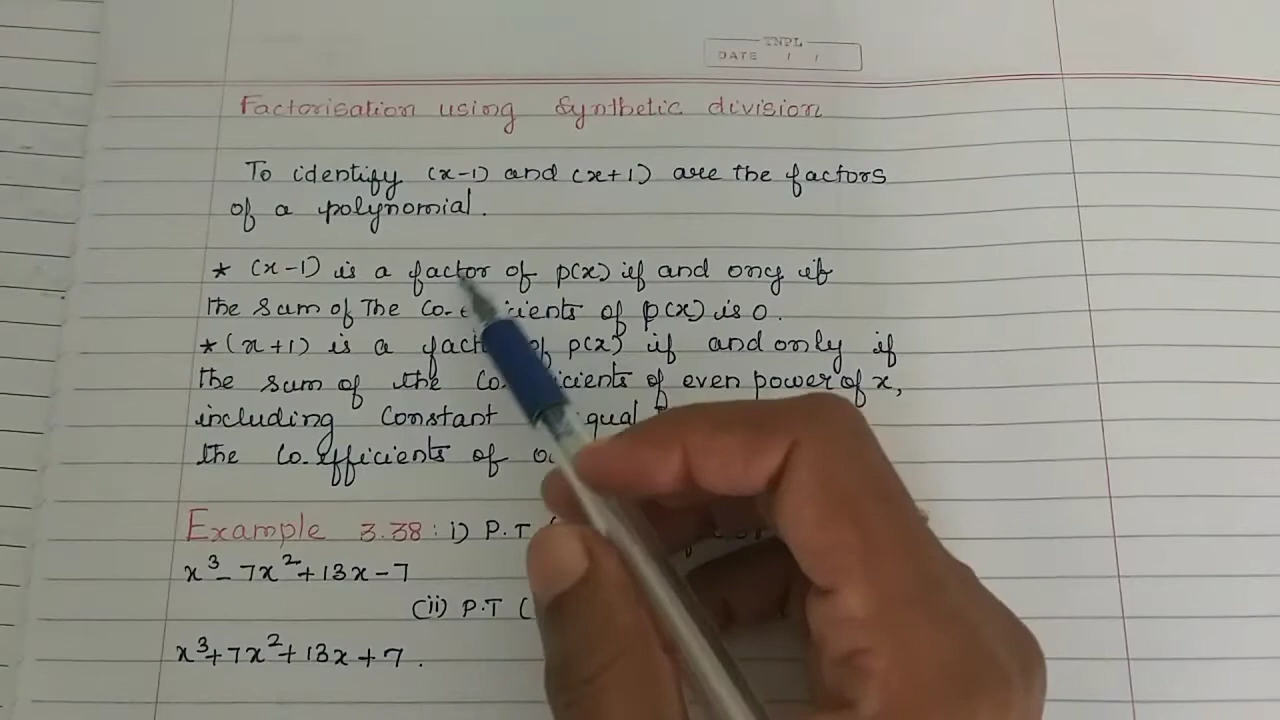 TNPL
DATE / /
Factorisation using Synthetic division
To identify (x-1) and (x+1) are the factors
of a polynomial.
* (x-1) is a factor of p(x) if and ony if
the sum of The co-efficients of p(x) is 0.
* (x+1) is a factor of p(x) if and only if
the sum of the Co-efficients of even power of x,
including Constant qual
the Co-efficients of
Example 3.38: i) P.T (
x³-7x²+13x-7
(ii) P.T (
x³+7x²+13x+7.